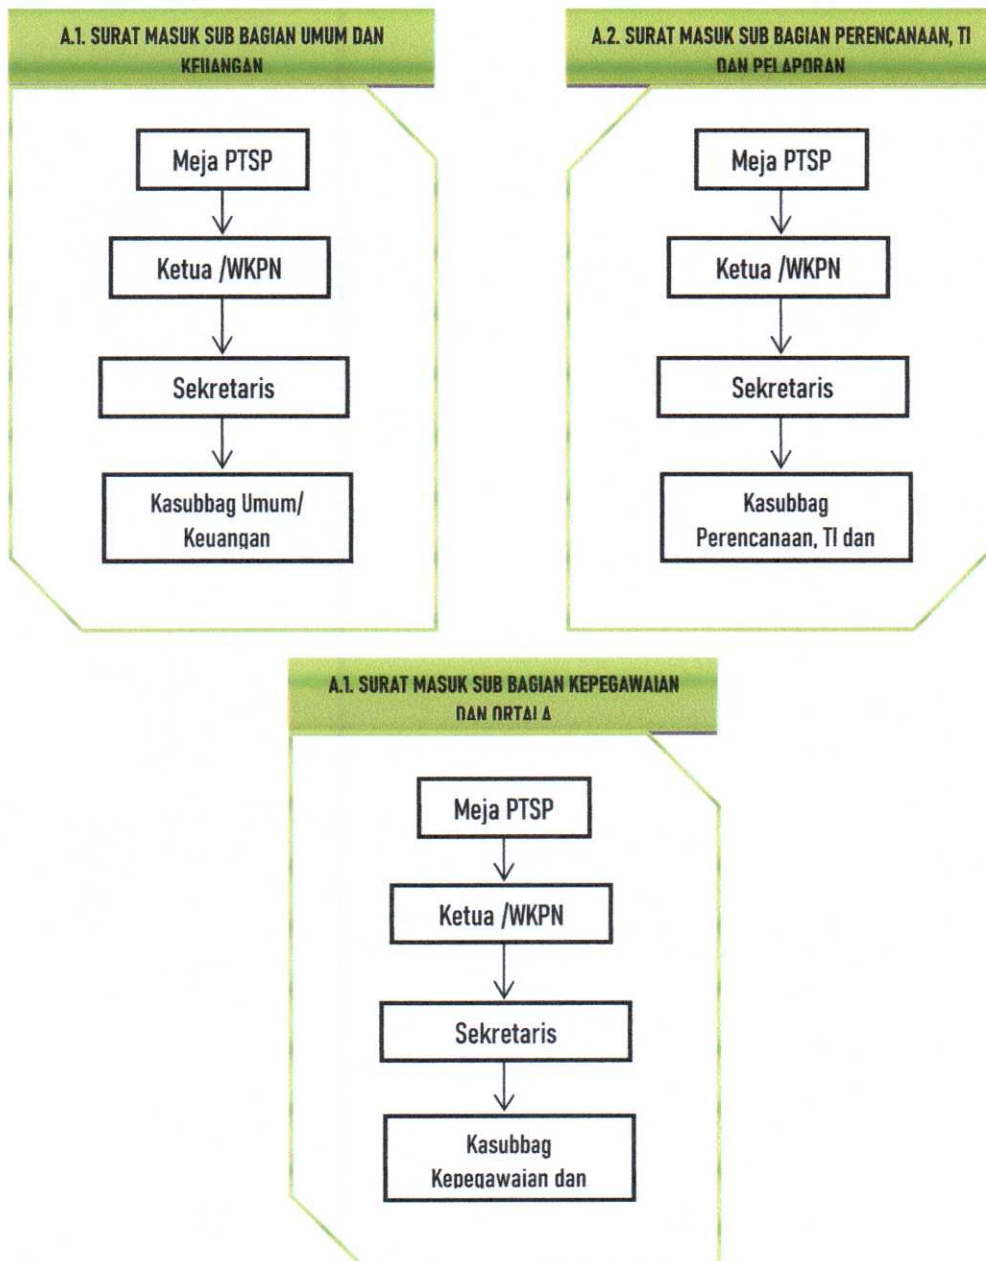 A.1. SURAT MASUK SUB BAGIAN UMUM DAN
KEUANGAN
Meja PTSP
Ketua /WKPN
Sekretaris
Kasubbag Umum/
Keuangan
A.2. SURAT MASUK SUB BAGIAN PERENCANAAN, TI
DAN PELAPORAN
Meja PTSP
Ketua /WKPN
Sekretaris
Kasubbag
Perencanaan, TI dan
A.1. SURAT MASUK SUB BAGIAN KEPEGAWAIAN
DAN ORTALA
Meja PTSP
Ketua /WKPN
Sekretaris
Kasubbag
Kepegawaian dan